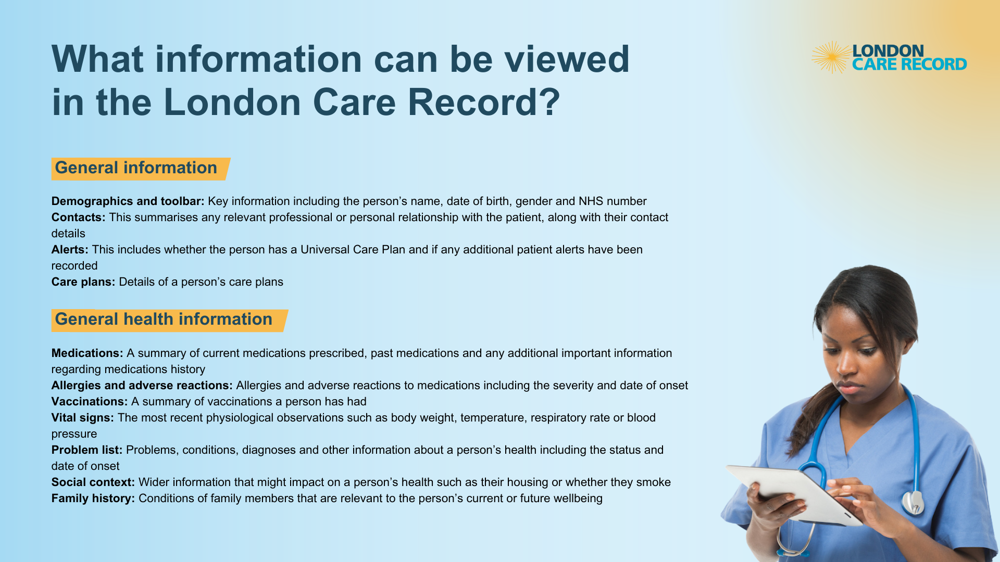 What information can be viewed
in the London Care Record?
LONDON
CARE RECORD
General information
Demographics and toolbar: Key information including the person’s name, date of birth, gender and NHS number
Contacts: This summarises any relevant professional or personal relationship with the patient, along with their contact
details
Alerts: This includes whether the person has a Universal Care Plan and if any additional patient alerts have been
recorded
Care plans: Details of a person’s care plans
General health information
Medications: A summary of current medications prescribed, past medications and any additional important information
regarding medications history
Allergies and adverse reactions: Allergies and adverse reactions to medications including the severity and date of onset
Vaccinations: A summary of vaccinations a person has had
Vital signs: The most recent physiological observations such as body weight, temperature, respiratory rate or blood
pressure
Problem list: Problems, conditions, diagnoses and other information about a person’s health including the status and
date of onset
Social context: Wider information that might impact on a person’s health such as their housing or whether they smoke
Family history: Conditions of family members that are relevant to the person’s current or future wellbeing